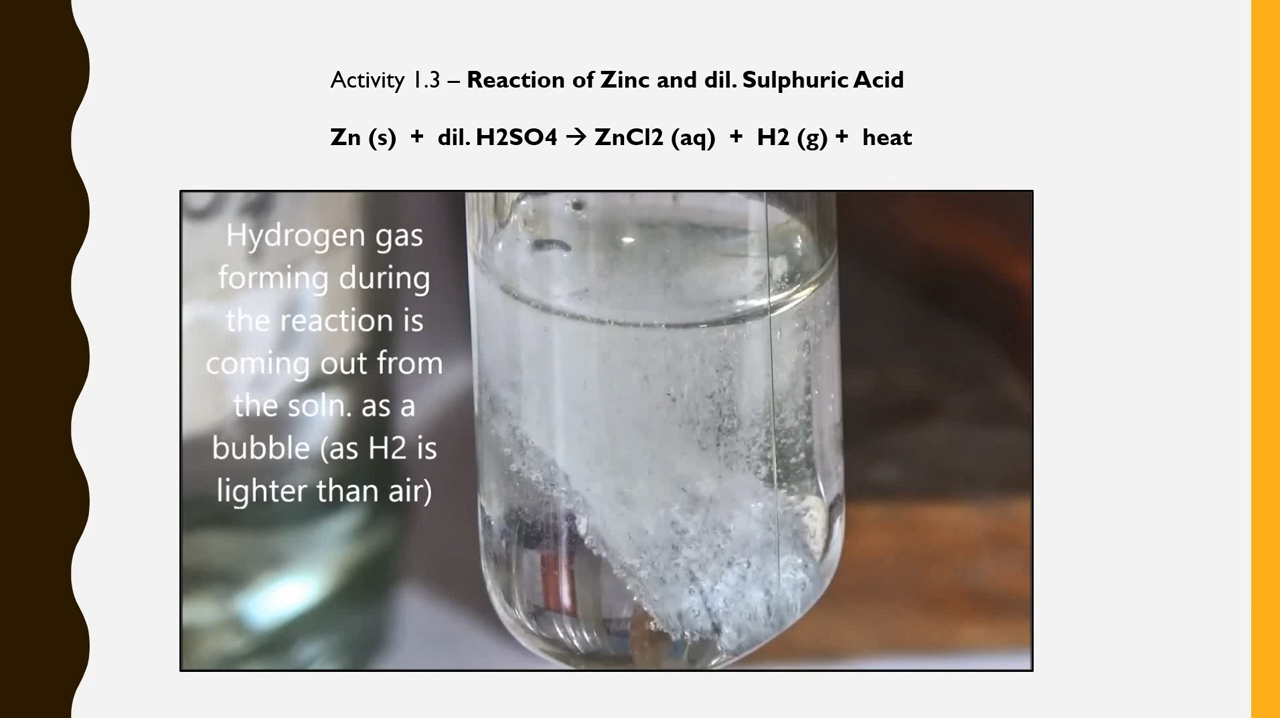 Activity 1.3 – Reaction of Zinc and dil. Sulphuric Acid
Zn (s) + dil. H2SO4 → ZnCl2 (aq) + H2 (g) + heat
Hydrogen gas
forming during
the reaction is
coming out from
the soln. as a
bubble (as H2 is
lighter than air)